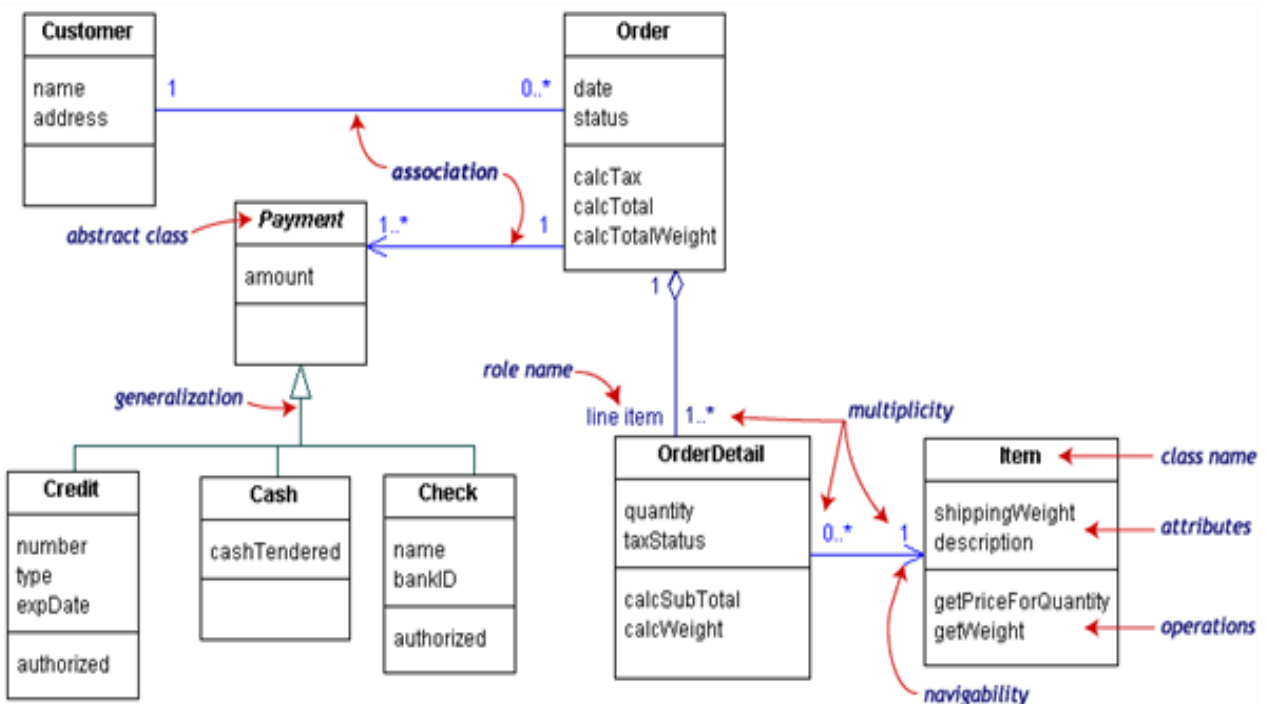 Customer
name
address
1
0..*
Order
date
status
calcTax
calcTotal
calcTotalWeight
association
abstract class
Payment
amount
1..*
1
1
generalization
role name
line item
1..*
multiplicity
Credit
number
type
expDate
authorized
Cash
cashTendered
Check
name
bankID
authorized
OrderDetail
quantity
taxStatus
calcSubTotal
calcWeight
0..*
1
Item
shippingWeight
description
getPriceForQuantity
getWeight
class name
attributes
operations
navigability